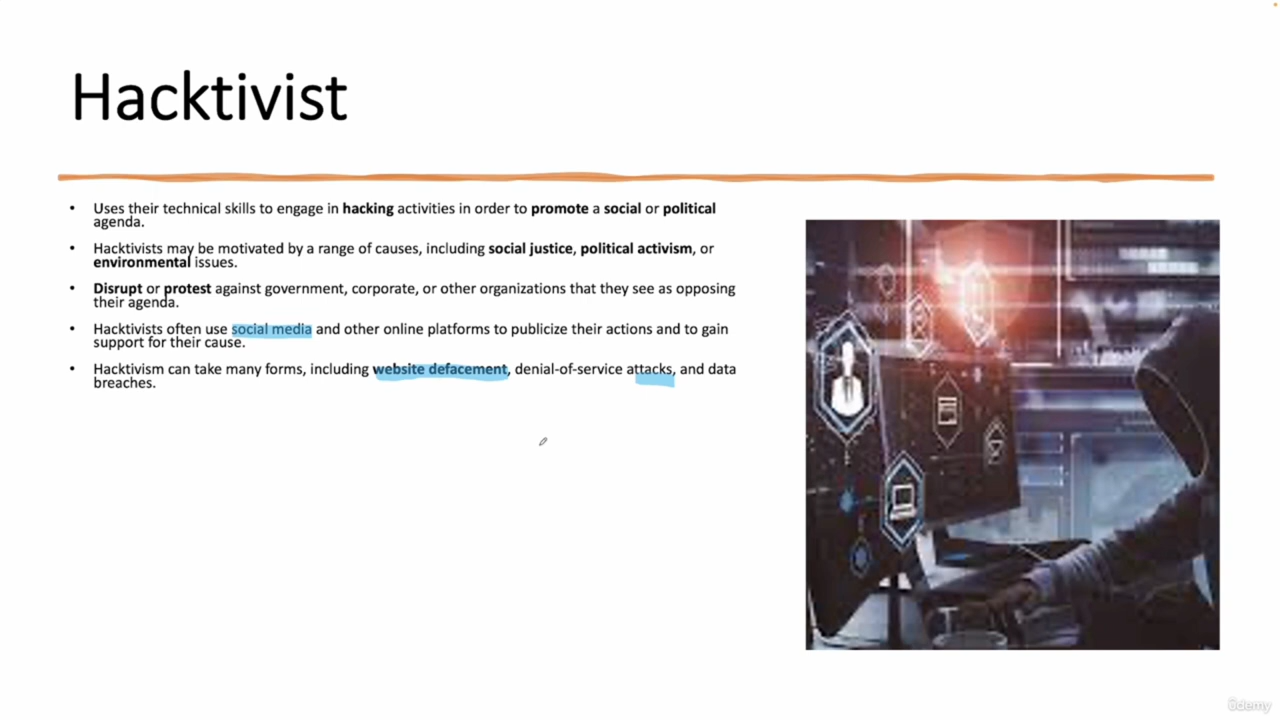 Hacktivist
• Uses their technical skills to engage in hacking activities in order to promote a social or political
agenda.
• Hacktivists may be motivated by a range of causes, including social justice, political activism, or
environmental issues.
• Disrupt or protest against government, corporate, or other organizations that they see as opposing
their agenda.
• Hacktivists often use social media and other online platforms to publicize their actions and to gain
support for their cause.
• Hacktivism can take many forms, including website defacement, denial-of-service attacks, and data
breaches.
ûdemy